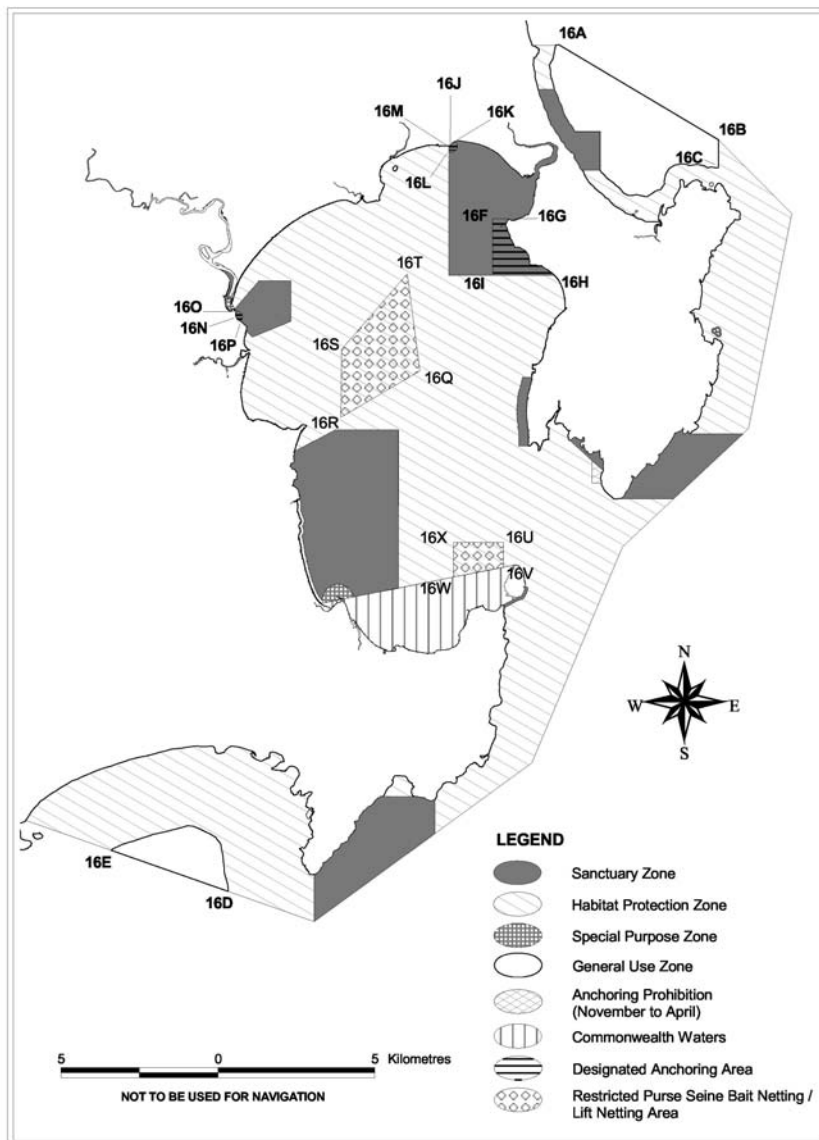 16A
16J
16M
16K
16B
16C
16L
16F
16G
16T
16I
16H
16O
16N
16P
16S
16Q
16R
16X
16U
16V
16W
N
W
E
S
16E
16D
LEGEND
Sanctuary Zone
Habitat Protection Zone
Special Purpose Zone
General Use Zone
Anchoring Prohibition
(November to April)
Commonwealth Waters
Designated Anchoring Area
Restricted Purse Seine Bait Netting /
Lift Netting Area
5 0 5 Kilometres
NOT TO BE USED FOR NAVIGATION